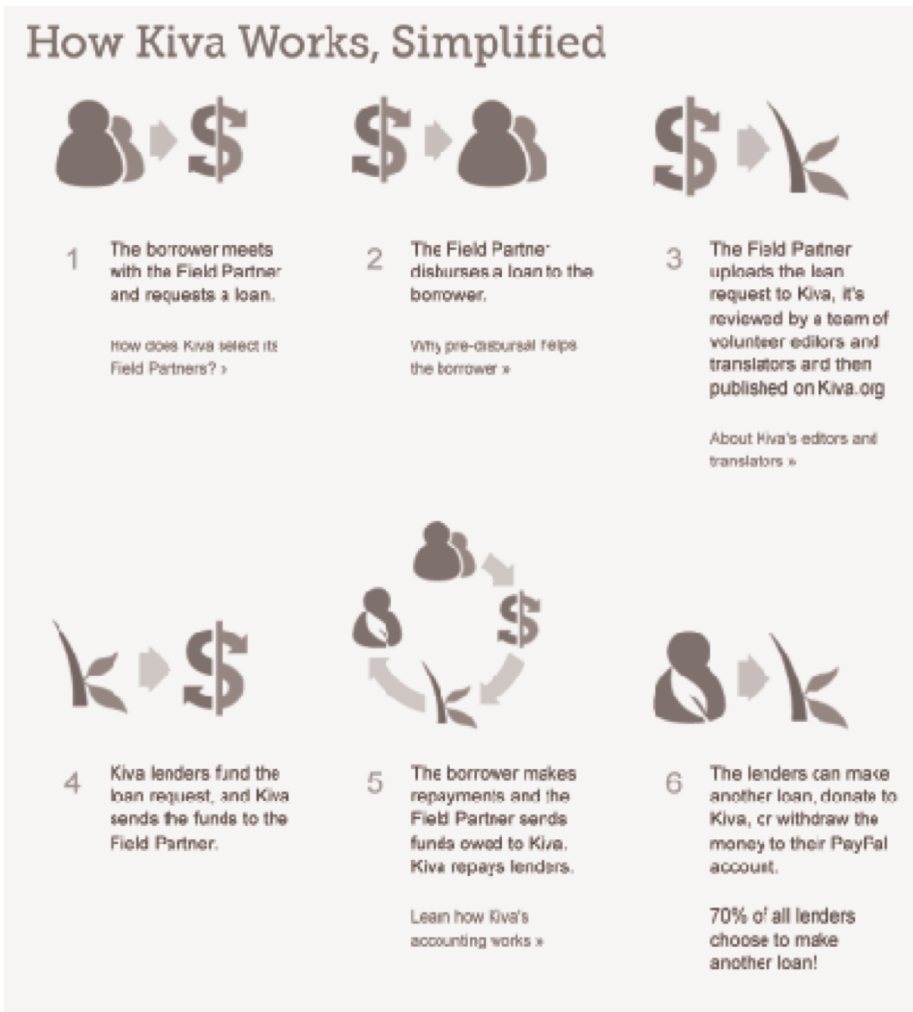 How Kiva Works, Simplified
1
The borrower meets
with the Field Partner
and requests a loan.
How does Kiva select its
Field Partners? »
2
The Field Partner
disburses a loan to the
borrower.
Why pre-disbursal helps
the borrower »
3
The Field Partner
uploads the loan
request to Kiva, it's
reviewed by a team of
volunteer editors and
translators and then
published on Kiva.org
About Kiva's editors and
translators »
4
Kiva lenders fund the
loan request, and Kiva
sends the funds to the
Field Partner.
5
The borrower makes
repayments and the
Field Partner sends
funds owed to Kiva.
Kiva repays lenders.
Learn how Kiva's
accounting works »
6
The lenders can make
another loan, donate to
Kiva, or withdraw the
money to their PayPal
account.
70% of all lenders
choose to make
another loan!